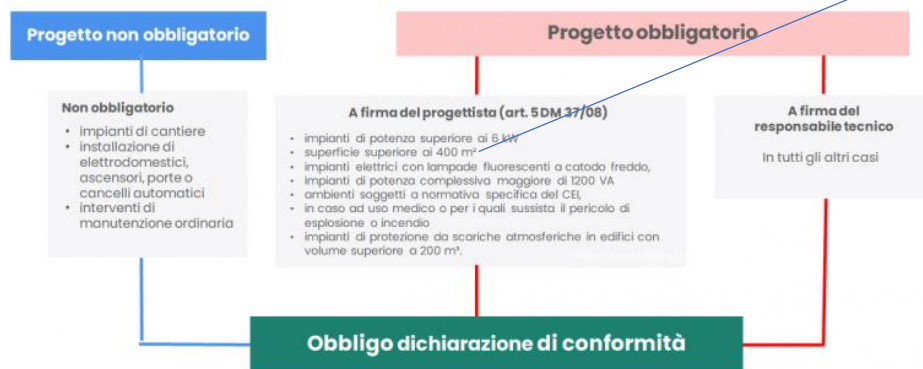 Progetto non obbligatorio
Progetto obbligatorio
Non obbligatorio
• impianti di cantiere
• installazione di
elettrodomestici,
ascensori, porte o
cancelli automatici
• interventi di
manutenzione ordinaria
A firma del progettista (art. 5 DM 37/08)
• impianti di potenza superiore ai 6 kW
• superficie superiore ai 400 m²
• impianti elettrici con lampade fluorescenti a catodo freddo,
• impianti di potenza complessiva maggiore di 1200 VA
• ambienti soggetti a normativa specifica del CEI,
• in caso ad uso medico o per i quali sussista il pericolo di
esplosione o incendio
• impianti di protezione da scariche atmosferiche in edifici con
volume superiore a 200 m³.
A firma del
responsabile tecnico
In tutti gli altri casi
Obbligo dichiarazione di conformità